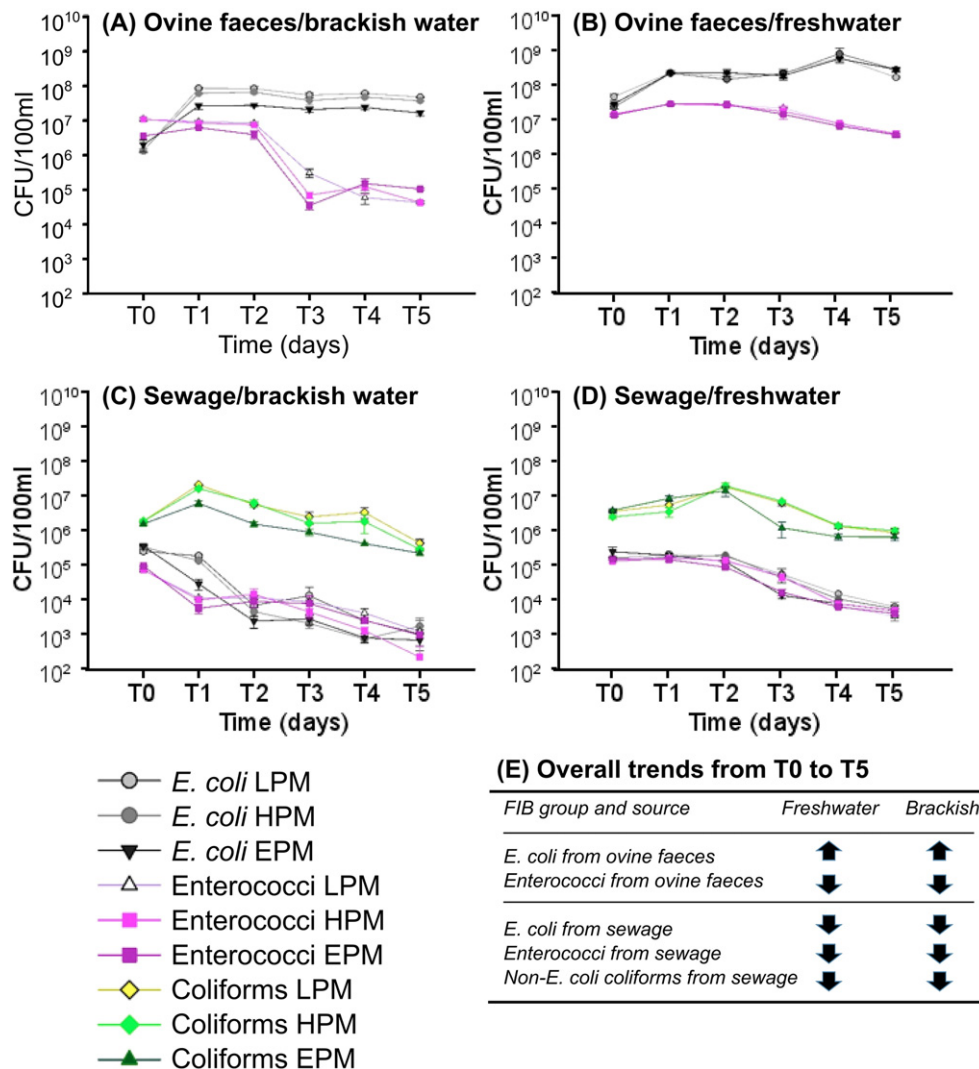 (A) Ovine faeces/brackish water
CFU/100ml
10^10
10^9
10^8
10^7
10^6
10^5
10^4
10^3
10^2
T0 T1 T2 T3 T4 T5
Time (days)
(B) Ovine faeces/freshwater
CFU/100ml
10^10
10^9
10^8
10^7
10^6
10^5
10^4
10^3
10^2
T0 T1 T2 T3 T4 T5
Time (days)
(C) Sewage/brackish water
CFU/100ml
10^10
10^9
10^8
10^7
10^6
10^5
10^4
10^3
10^2
T0 T1 T2 T3 T4 T5
Time (days)
(D) Sewage/freshwater
CFU/100ml
10^10
10^9
10^8
10^7
10^6
10^5
10^4
10^3
10^2
T0 T1 T2 T3 T4 T5
Time (days)
E. coli LPM
E. coli HPM
E. coli EPM
Enterococci LPM
Enterococci HPM
Enterococci EPM
Coliforms LPM
Coliforms HPM
Coliforms EPM
(E) Overall trends from T0 to T5
FIB group and source Freshwater Brackish
E. coli from ovine faeces
Enterococci from ovine faeces
E. coli from sewage
Enterococci from sewage
Non-E. coli coliforms from sewage